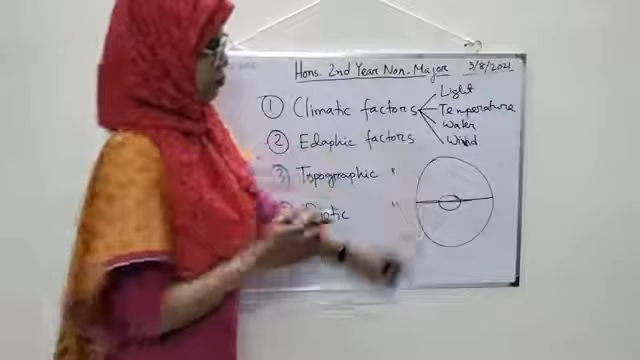 Hons. 2nd Year Non-Major 3/8/2021
① Climatic factors Light
Temperature
Water
Wind
② Edaphic factors
③ Topographic "
"